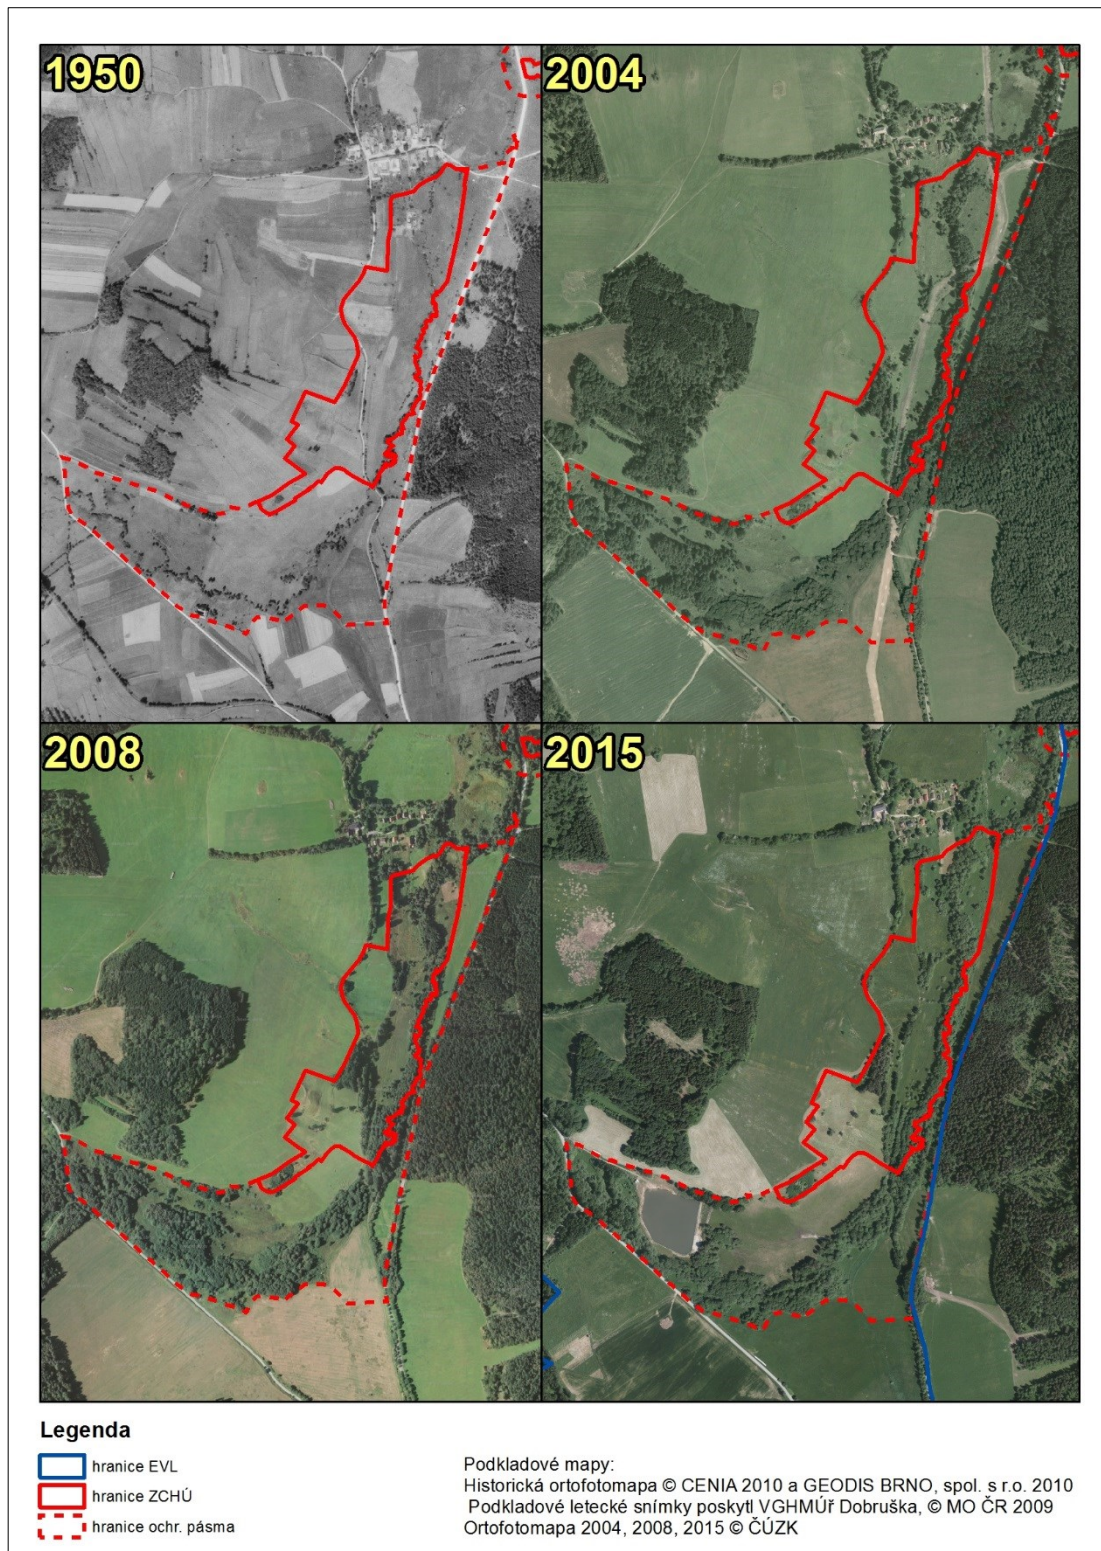 1950
2004
2008
2015
Legenda
hranice EVL
hranice ZCHÚ
hranice ochr. pásma
Podkladové mapy:
Historická ortofotomapa © CENIA 2010 a GEODIS BRNO, spol. s r.o. 2010
Podkladové letecké snímky poskytl VGHMÚř Dobruška, © MO ČR 2009
Ortofotomapa 2004, 2008, 2015 © ČÚZK